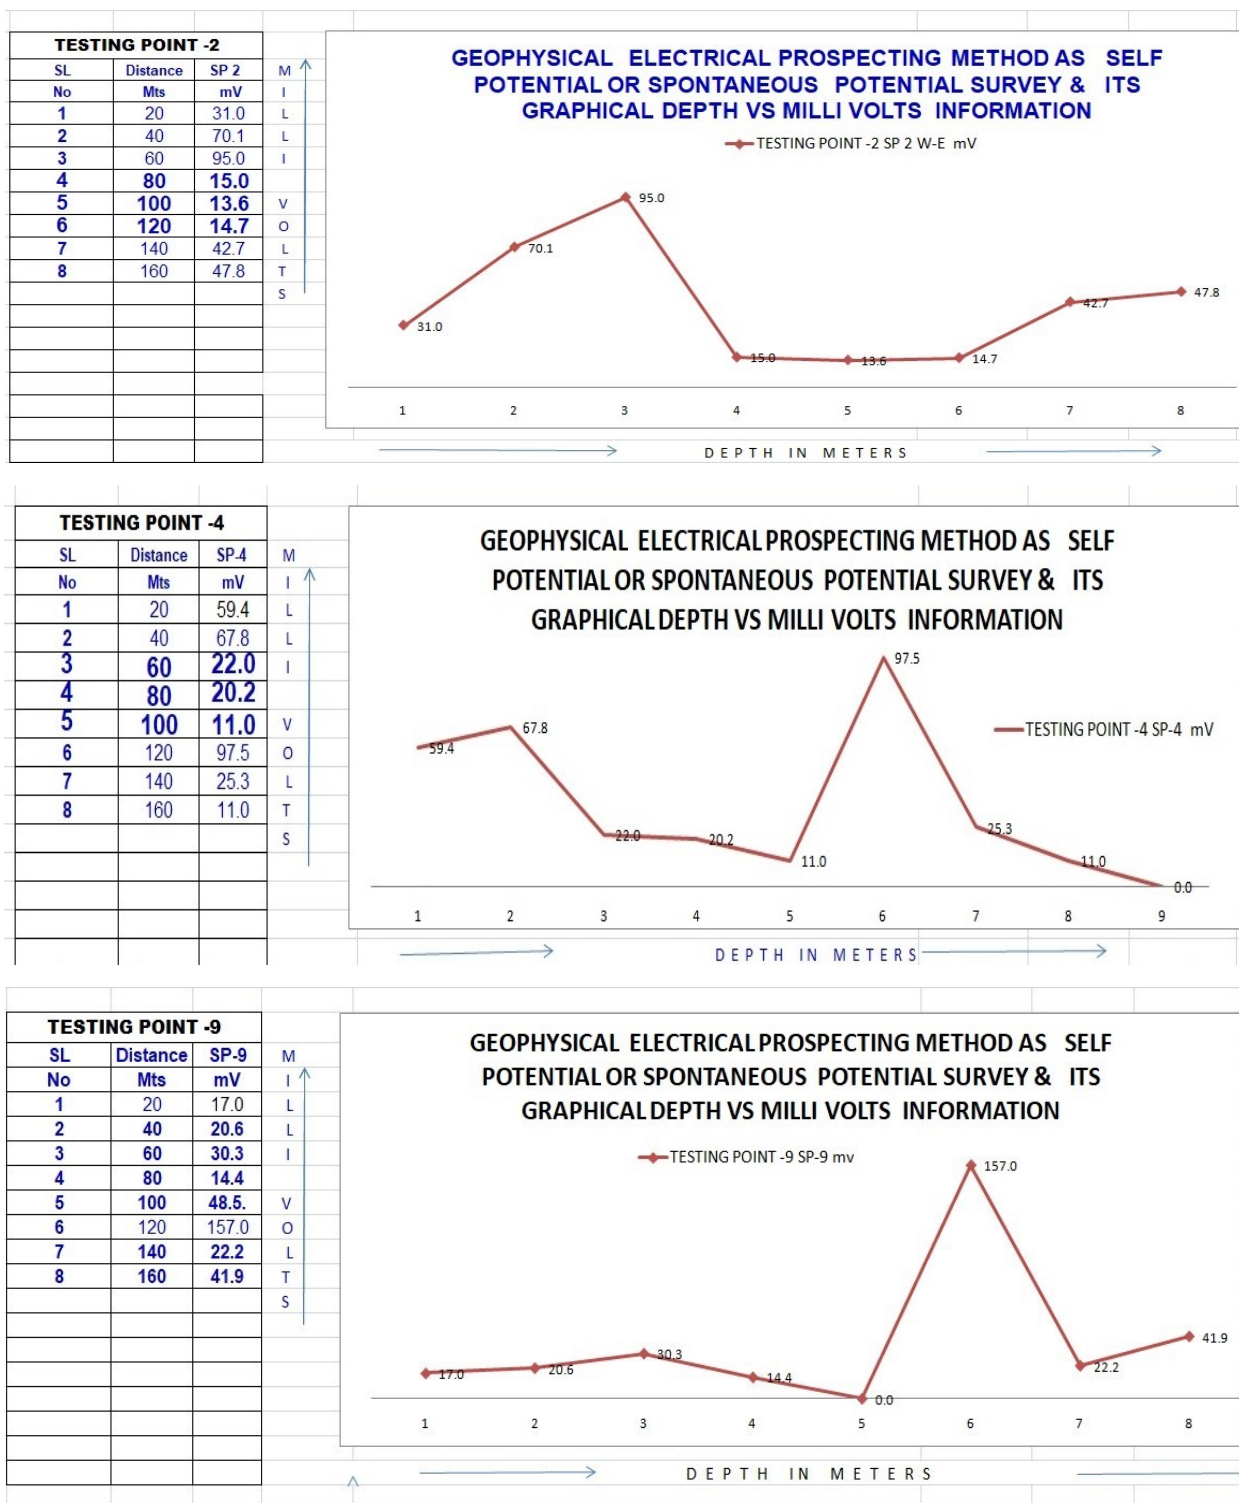 TESTING POINT -2
SL Distance SP 2
No Mts mV
1 20 31.0
2 40 70.1
3 60 95.0
4 80 15.0
5 100 13.6
6 120 14.7
7 140 42.7
8 160 47.8
MILLI VOLTS
GEOPHYSICAL ELECTRICAL PROSPECTING METHOD AS SELF
POTENTIAL OR SPONTANEOUS POTENTIAL SURVEY & ITS
GRAPHICAL DEPTH VS MILLI VOLTS INFORMATION
TESTING POINT -2 SP 2 W-E mV
31.0 70.1 95.0 15.0 13.6 14.7 42.7 47.8
1 2 3 4 5 6 7 8
DEPTH IN METERS
TESTING POINT -4
SL Distance SP-4
No Mts mV
1 20 59.4
2 40 67.8
3 60 22.0
4 80 20.2
5 100 11.0
6 120 97.5
7 140 25.3
8 160 11.0
MILLI VOLTS
GEOPHYSICAL ELECTRICAL PROSPECTING METHOD AS SELF
POTENTIAL OR SPONTANEOUS POTENTIAL SURVEY & ITS
GRAPHICAL DEPTH VS MILLI VOLTS INFORMATION
TESTING POINT -4 SP-4 mV
59.4 67.8 22.0 20.2 11.0 97.5 25.3 11.0 0.0
1 2 3 4 5 6 7 8 9
DEPTH IN METERS
TESTING POINT -9
SL Distance SP-9
No Mts mV
1 20 17.0
2 40 20.6
3 60 30.3
4 80 14.4
5 100 48.5.
6 120 157.0
7 140 22.2
8 160 41.9
MILLI VOLTS
GEOPHYSICAL ELECTRICAL PROSPECTING METHOD AS SELF
POTENTIAL OR SPONTANEOUS POTENTIAL SURVEY & ITS
GRAPHICAL DEPTH VS MILLI VOLTS INFORMATION
TESTING POINT -9 SP-9 mv
17.0 20.6 30.3 14.4 0.0 157.0 22.2 41.9
1 2 3 4 5 6 7 8
DEPTH IN METERS